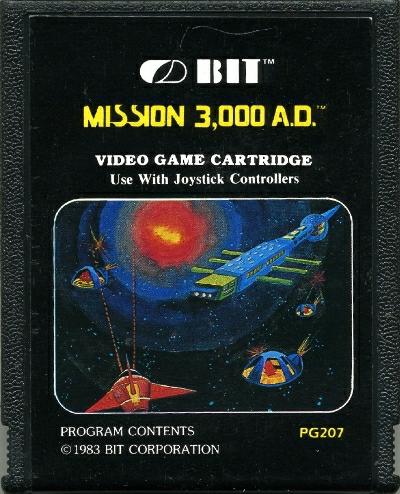 BIT™
MISSION 3,000 A.D.™
VIDEO GAME CARTRIDGE
Use With Joystick Controllers
PROGRAM CONTENTS
©1983 BIT CORPORATION
PG207